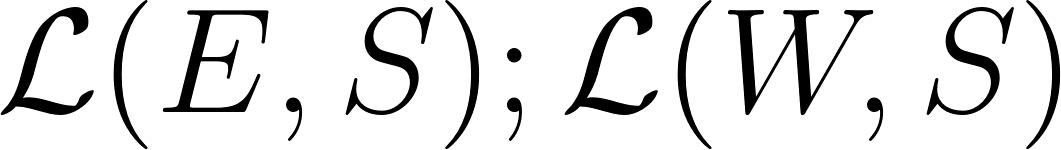 ℒ(E, S); ℒ(W, S)